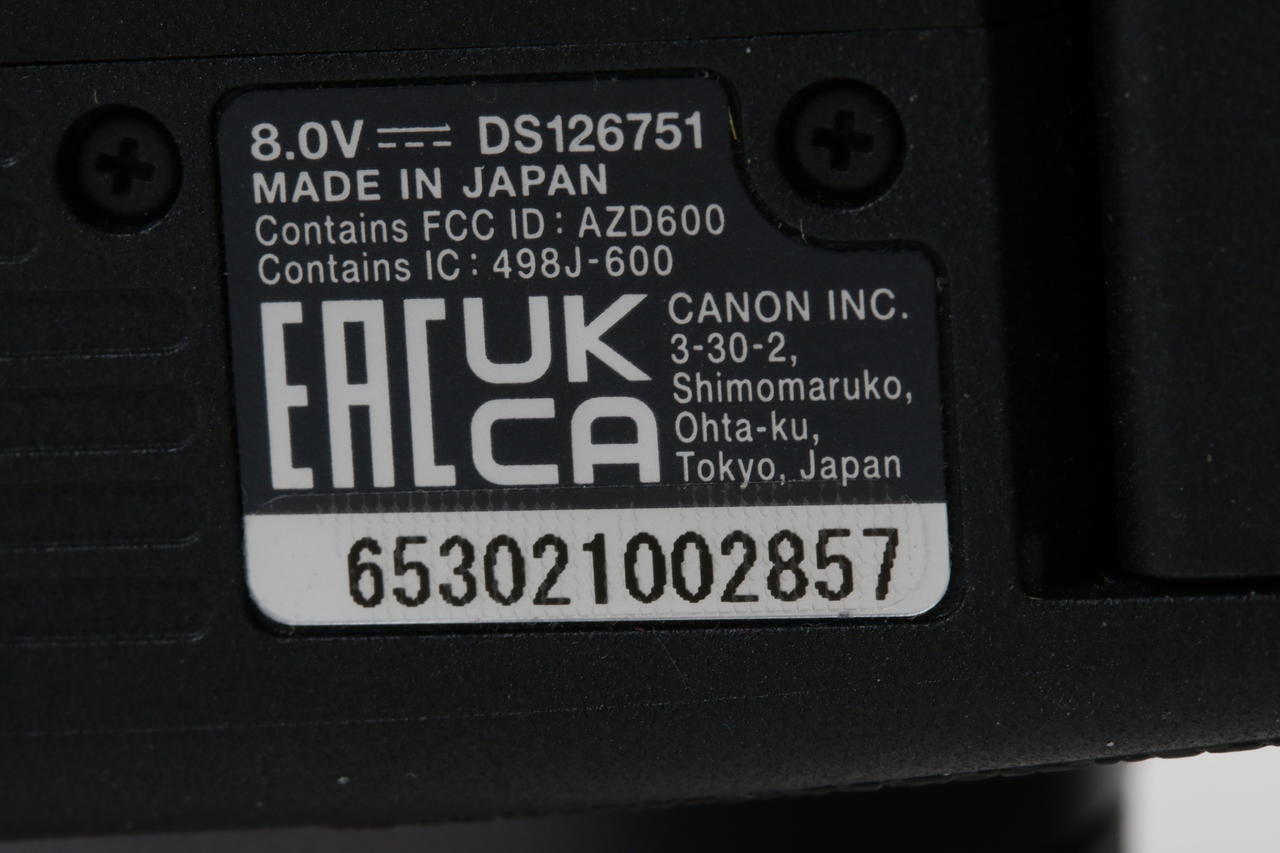 8.0V DS126751
MADE IN JAPAN
Contains FCC ID: AZD600
Contains IC: 498J-600
EAC
UK
CA
CANON INC.
3-30-2,
Shimomaruko,
Ohta-ku,
Tokyo, Japan
653021002857